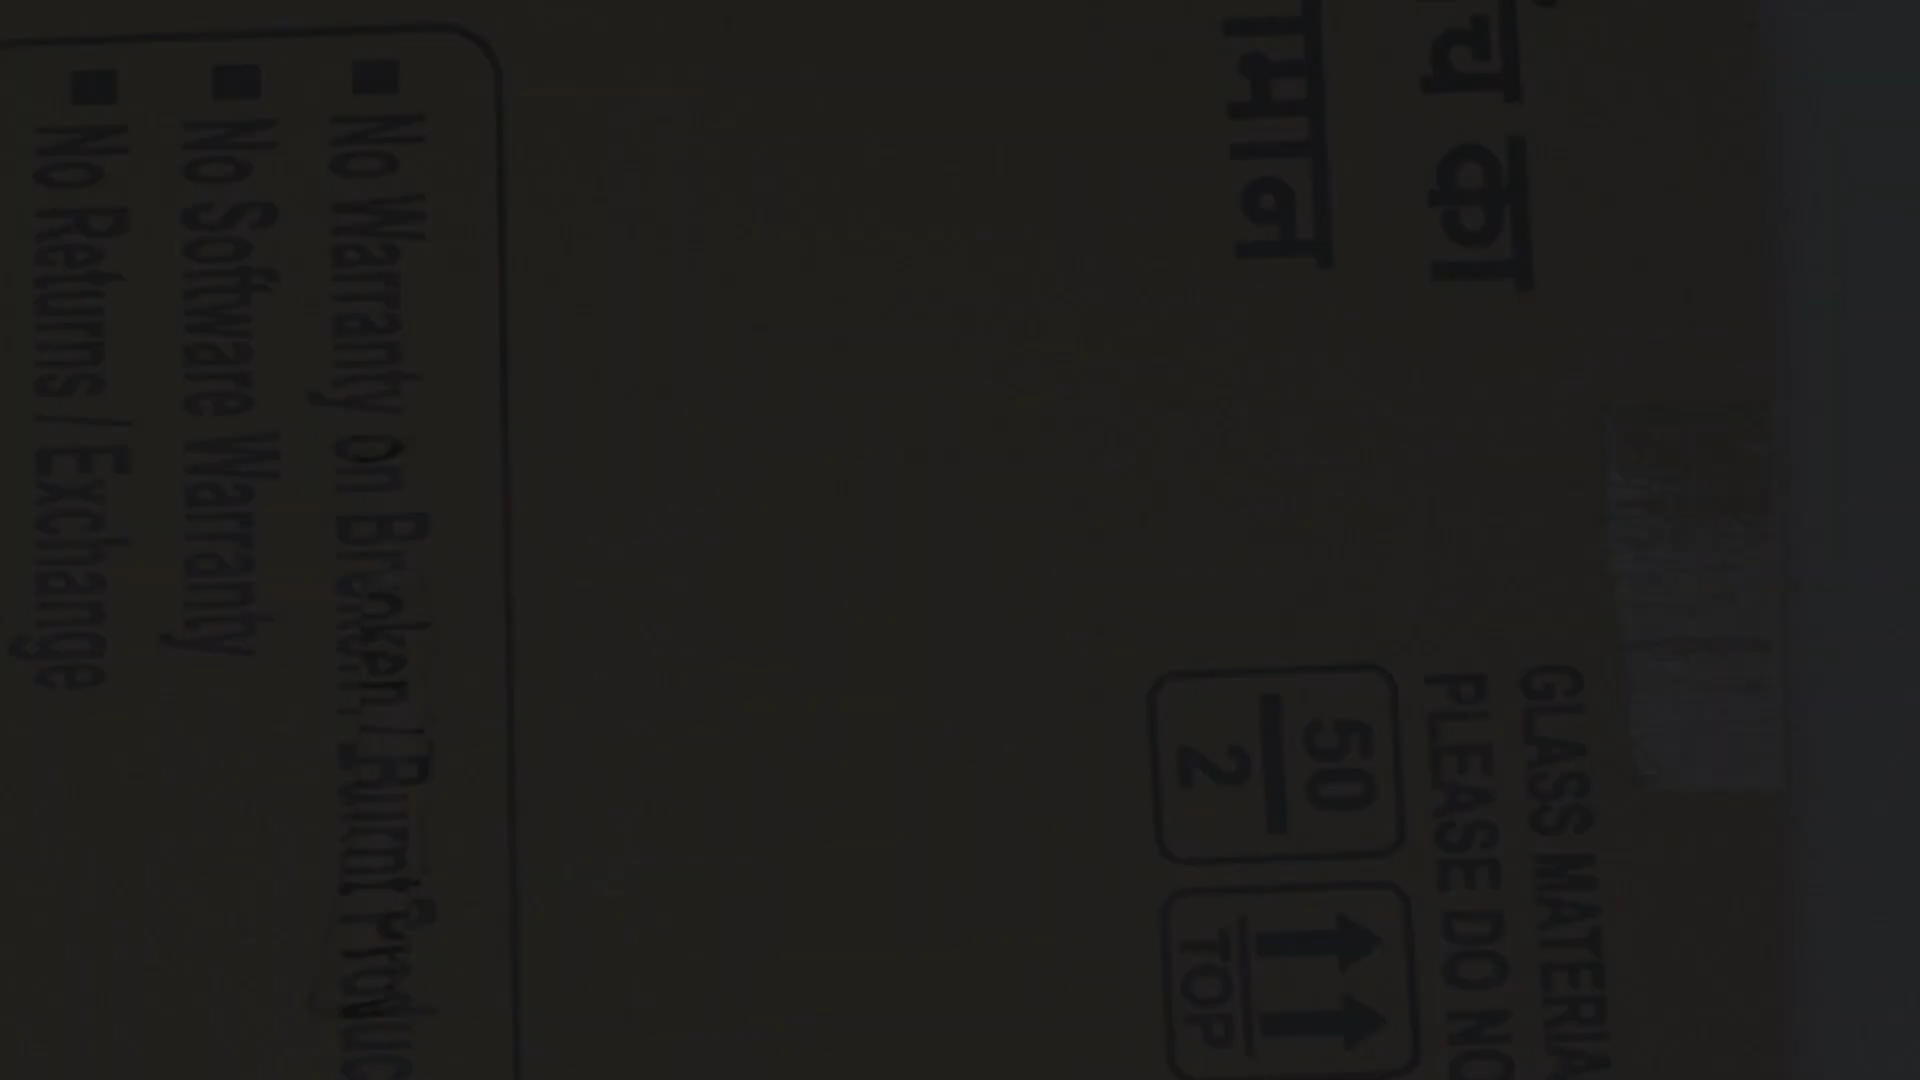 ■ No Warranty on Broken / Burnt Produc
■ No Software Warranty
■ No Returns / Exchange
का
मान
GLASS MATERIA
PLEASE DO NO
50
2
TOP